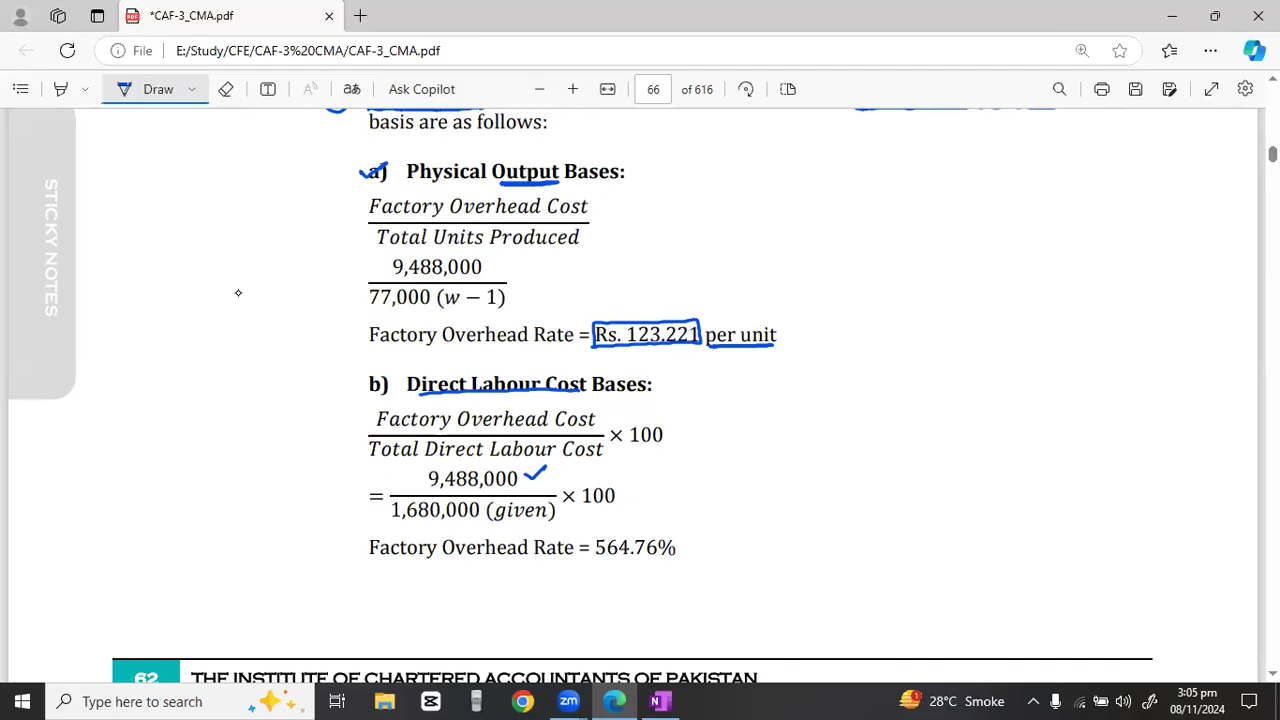 *CAF-3_CMA.pdf
File
E:/Study/CFE/CAF-3%20CMA/CAF-3_CMA.pdf
Draw
Ask Copilot
66
of 616
STICKY NOTES
basis are as follows:
a) Physical Output Bases:
Factory Overhead Cost
Total Units Produced
9,488,000
77,000 (w − 1)
Factory Overhead Rate = Rs. 123.221 per unit
b) Direct Labour Cost Bases:
Factory Overhead Cost
Total Direct Labour Cost × 100
9,488,000
= 1,680,000 (given) × 100
Factory Overhead Rate = 564.76%
62 THE INSTITUTE OF CHARTERED ACCOUNTANTS OF PAKISTAN
Type here to search
28°C Smoke
3:05 pm
08/11/2024